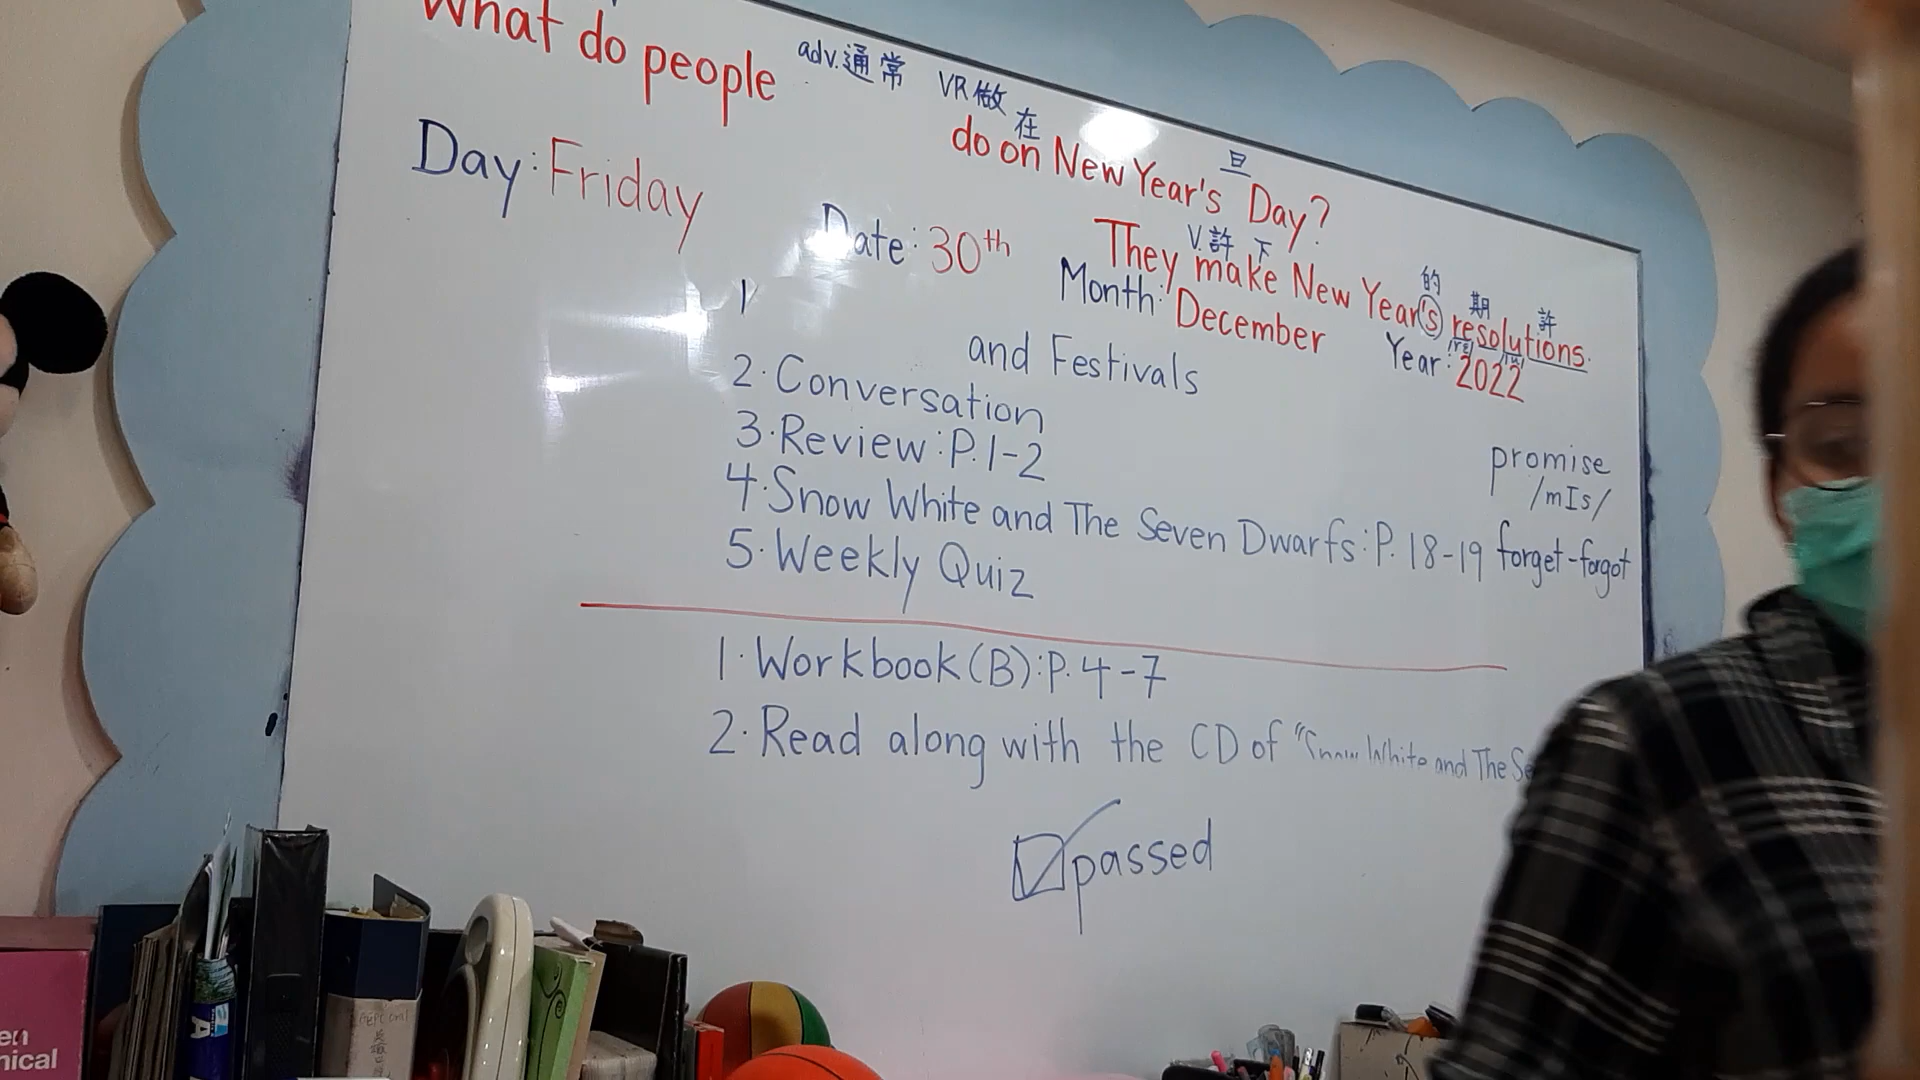 What do people do on New Year's Day?
adv.通常 VR做 在 旦
They make New Year's resolutions.
V.許下 的 期 許
Day:Friday Date:30th Month:December Year:2022
and Festivals
2.Conversation
3.Review:P.1-2
4.Snow White and The Seven Dwarfs:P.18-19
5.Weekly Quiz
promise
/mIs/
forget-forgot
1.Workbook(B):P.4-7
2.Read along with the CD of "Snow White and The Se
passed